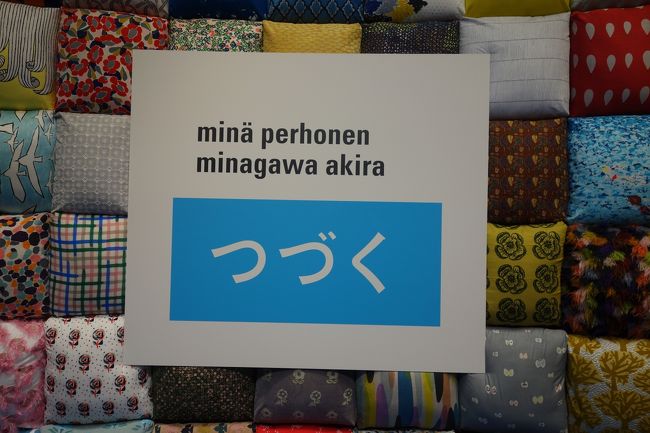 minä perhonen
minagawa akira
つづく